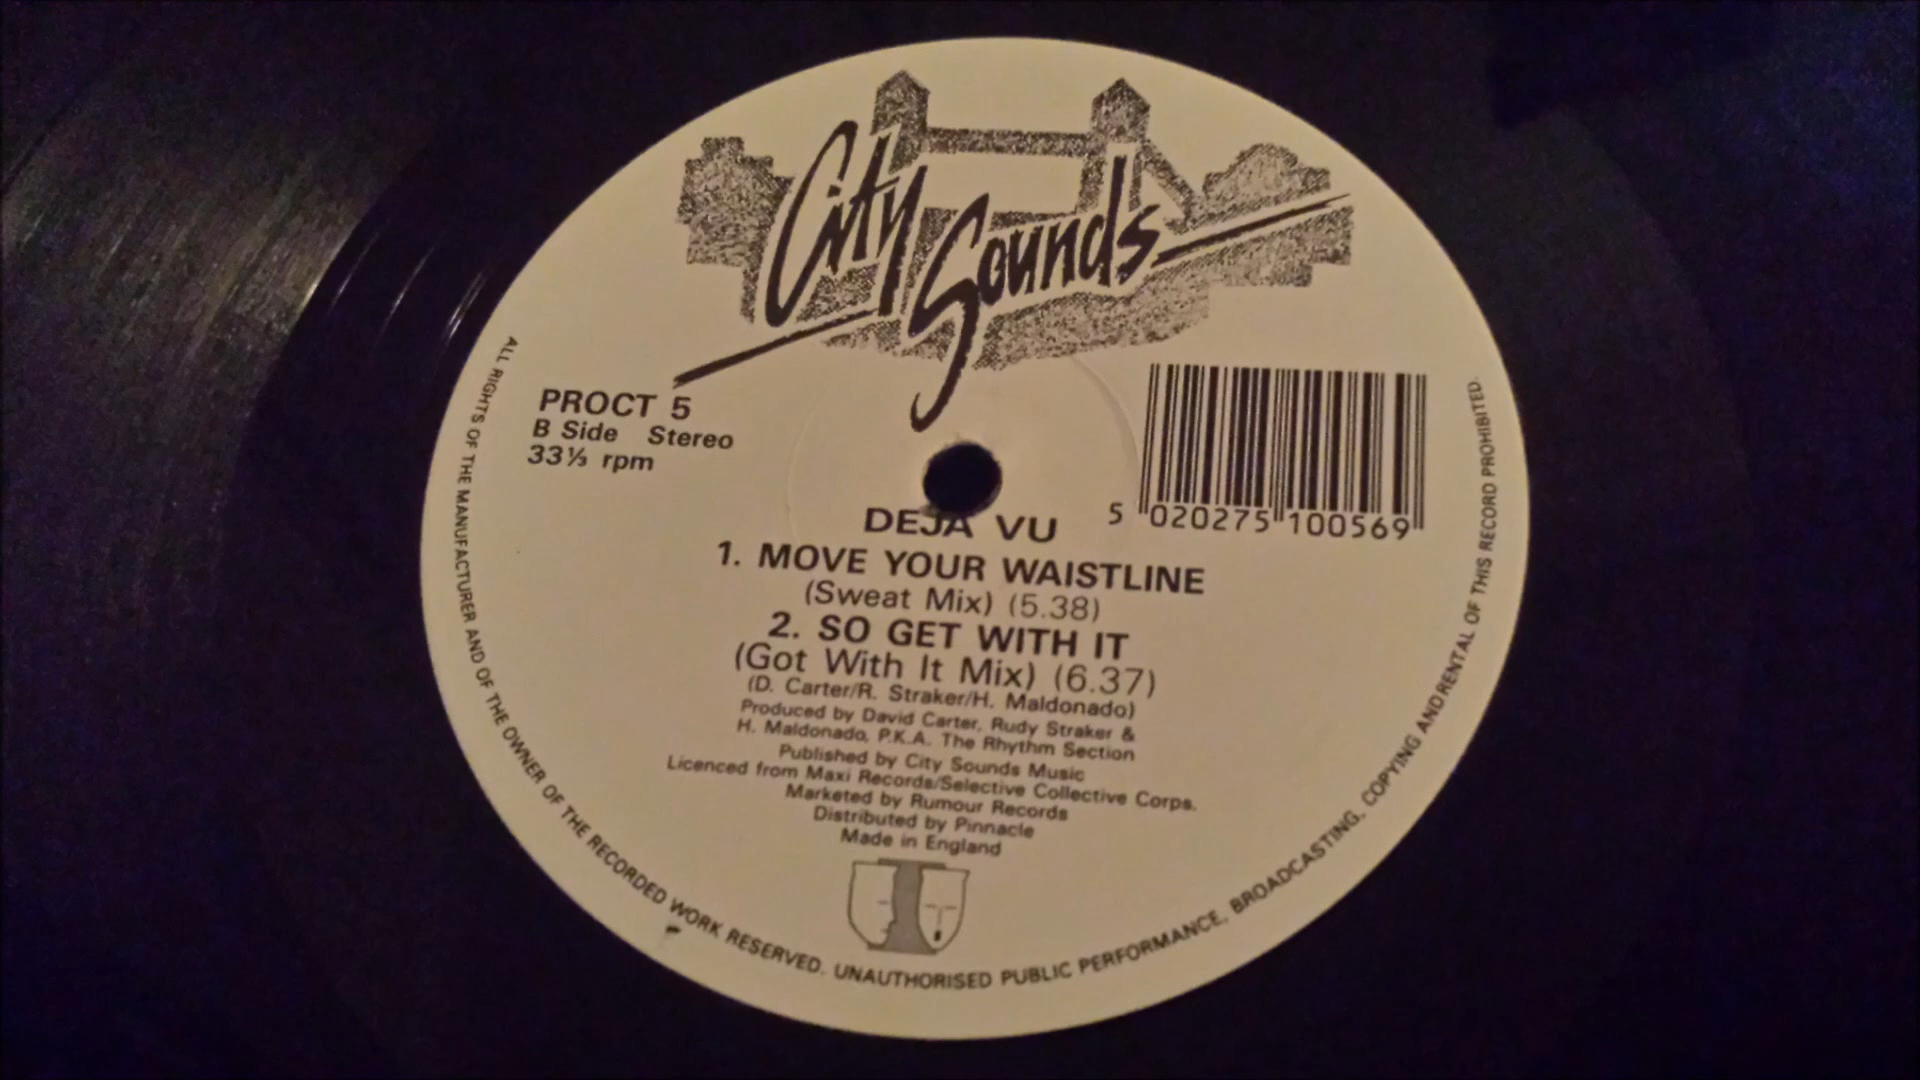 City Sounds
PROCT 5
B Side Stereo
33⅓ rpm
5 020275 100569
DEJA VU
1. MOVE YOUR WAISTLINE
(Sweat Mix) (5.38)
2. SO GET WITH IT
(Got With It Mix) (6.37)
(D. Carter/R. Straker/H. Maldonado)
Produced by David Carter, Rudy Straker &
H. Maldonado, P.K.A. The Rhythm Section
Published by City Sounds Music
Licenced from Maxi Records/Selective Collective Corps.
Marketed by Rumour Records
Distributed by Pinnacle
Made in England
ALL RIGHTS OF THE MANUFACTURER AND OF THE OWNER OF THE RECORDED WORK RESERVED. UNAUTHORISED PUBLIC PERFORMANCE, BROADCASTING, COPYING AND RENTAL OF THIS RECORD PROHIBITED.